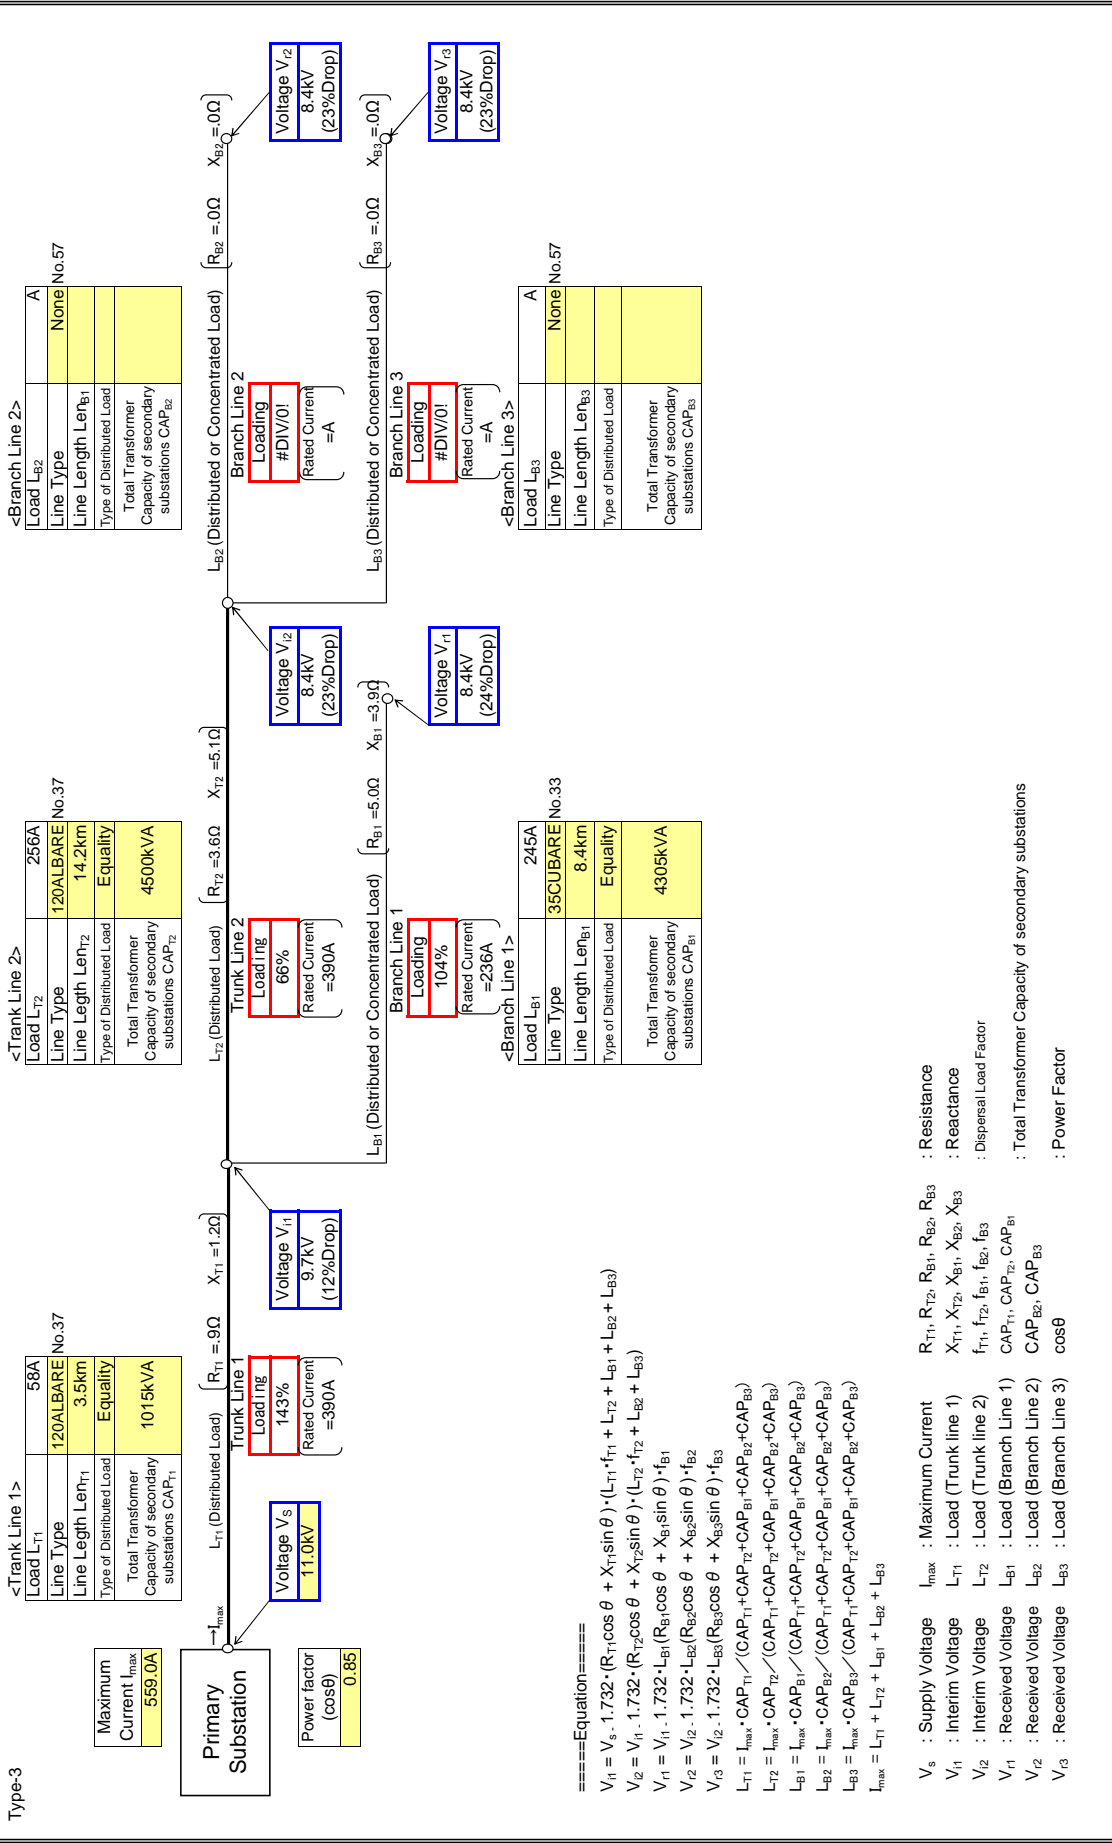 Type-3
Maximum
Current Imax
559.0A
Primary
Substation
Power factor
(cosθ)
0.85
→Imax
Voltage VS
11.0kV
<Trank Line 1>
Load LT1 58A
Line Type 120ALBARE No.37
Line Legth LenT1 3.5km
Type of Distributed Load Equality
Total Transformer
Capacity of secondary
substations CAPT1
1015kVA
LT1 (Distributed Load)
RT1 =.9Ω XT1 =1.2Ω
Trunk Line 1
Loading
143%
Rated Current
=390A
Voltage Vi1
9.7kV
(12%Drop)
<Trank Line 2>
Load LT2 256A
Line Type 120ALBARE No.37
Line Length LenT2 14.2km
Type of Distributed Load Equality
Total Transformer
Capacity of secondary
substations CAPT2
4500kVA
LT2 (Distributed Load)
RT2 =3.6Ω XT2 =5.1Ω
Trunk Line 2
Loading
66%
Rated Current
=390A
Voltage Vi2
8.4kV
(23%Drop)
LB1 (Distributed or Concentrated Load)
RB1 =5.0Ω XB1 =3.9Ω
Branch Line 1
Loading
104%
Rated Current
=236A
Voltage Vr1
8.4kV
(24%Drop)
<Branch Line 1>
Load LB1 245A
Line Type 35CUBARE No.33
Line Length LenB1 8.4km
Type of Distributed Load Equality
Total Transformer
Capacity of secondary
substations CAPB1
4305kVA
<Branch Line 2>
Load LB2 A
Line Type None No.57
Line Length LenB1
Type of Distributed Load
Total Transformer
Capacity of secondary
substations CAPB2
LB2 (Distributed or Concentrated Load)
RB2 =.0Ω XB2 =.0Ω
Branch Line 2
Loading
#DIV/0!
Rated Current
=A
Voltage Vr2
8.4kV
(23%Drop)
LB3 (Distributed or Concentrated Load)
RB3 =.0Ω XB3 =.0Ω
Branch Line 3
Loading
#DIV/0!
Rated Current
=A
Voltage Vr3
8.4kV
(23%Drop)
<Branch Line 3>
Load LB3 A
Line Type None No.57
Line Length LenB3
Type of Distributed Load
Total Transformer
Capacity of secondary
substations CAPB3
=====Equation=====
Vi1 = Vs - 1.732・(RT1cos θ + XT1sin θ)・(LT1・fT1 + LT2 + LB1 + LB2 + LB3)
Vi2 = Vi1 - 1.732・(RT2cos θ + XT2sin θ)・(LT2・fT2 + LB2 + LB3)
Vr1 = Vi1 - 1.732・LB1(RB1cos θ + XB1sin θ)・fB1
Vr2 = Vi2 - 1.732・LB2(RB2cos θ + XB2sin θ)・fB2
Vr3 = Vi2 - 1.732・LB3(RB3cos θ + XB3sin θ)・fB3
LT1 = Imax・CAPT1／(CAPT1+CAPT2+CAPB1+CAPB2+CAPB3)
LT2 = Imax・CAPT2／(CAPT1+CAPT2+CAPB1+CAPB2+CAPB3)
LB1 = Imax・CAPB1／(CAPT1+CAPT2+CAPB1+CAPB2+CAPB3)
LB2 = Imax・CAPB2／(CAPT1+CAPT2+CAPB1+CAPB2+CAPB3)
LB3 = Imax・CAPB3／(CAPT1+CAPT2+CAPB1+CAPB2+CAPB3)
Imax = LT1 + LT2 + LB1 + LB2 + LB3
Vs : Supply Voltage Imax : Maximum Current RT1, RT2, RB1, RB2, RB3 : Resistance
Vi1 : Interim Voltage LT1 : Load (Trunk line 1) XT1, XT2, XB1, XB2, XB3 : Reactance
Vi2 : Interim Voltage LT2 : Load (Trunk line 2) fT1, fT2, fB1, fB2, fB3 : Dispersal Load Factor
Vr1 : Received Voltage LB1 : Load (Branch Line 1) CAPT1, CAPT2, CAPB1 : Total Transformer Capacity of secondary substations
Vr2 : Received Voltage LB2 : Load (Branch Line 2) CAPB2, CAPB3
Vr3 : Received Voltage LB3 : Load (Branch Line 3) cosθ : Power Factor